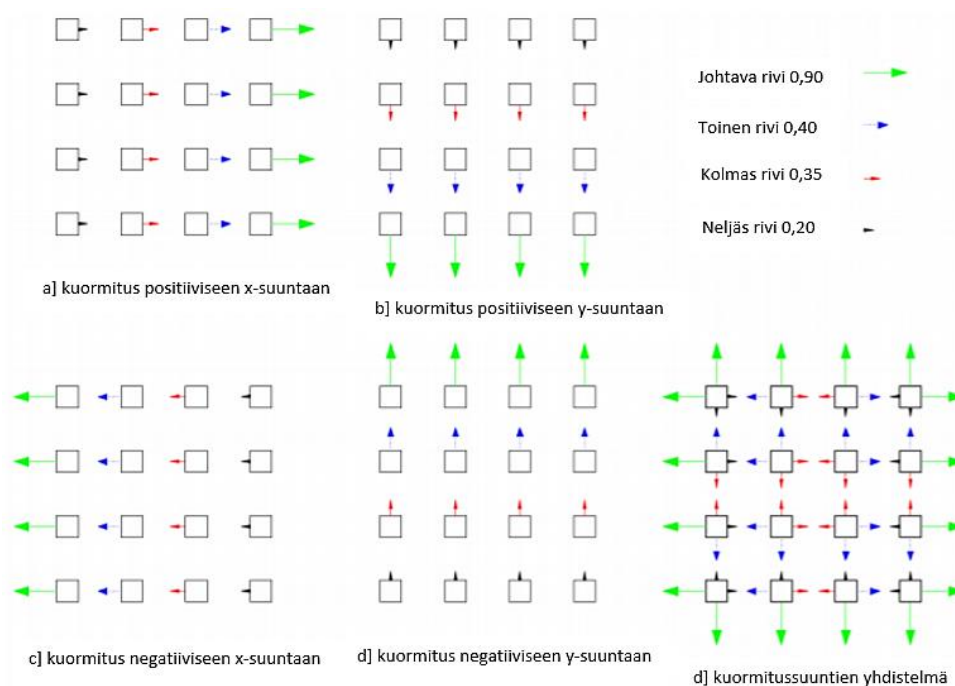 Johtava rivi 0,90
Toinen rivi 0,40
Kolmas rivi 0,35
Neljäs rivi 0,20
a] kuormitus positiiviseen x-suuntaan
b] kuormitus positiiviseen y-suuntaan
c] kuormitus negatiiviseen x-suuntaan
d] kuormitus negatiiviseen y-suuntaan
d] kuormitussuuntien yhdistelmä